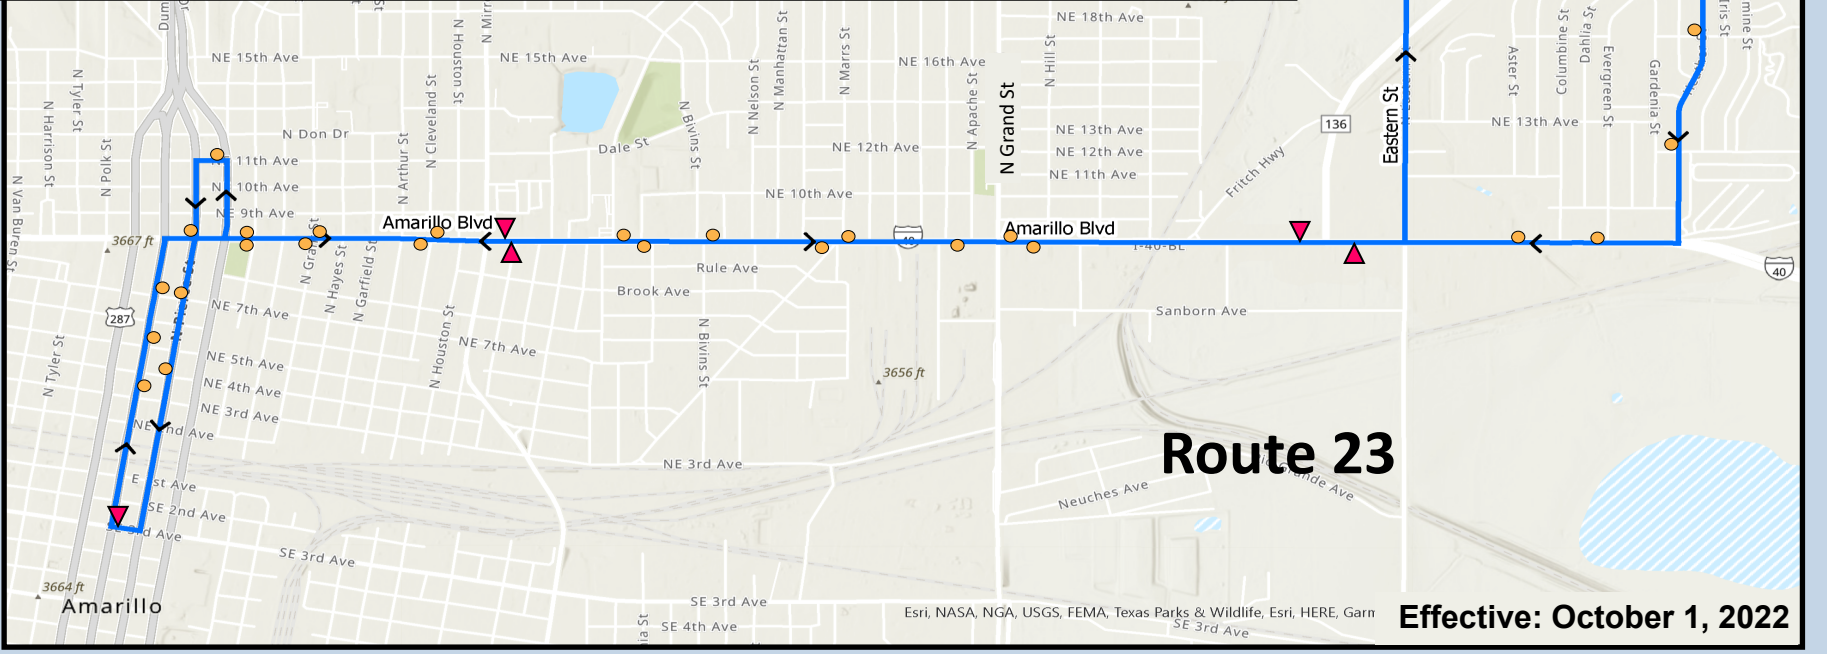 NE 18th Ave
NE 15th Ave
NE 15th Ave
NE 16th Ave
N Tyler St
N Harrison St
N Polk St
N Van Buren St
N Houston St
N Cleveland St
N Arthur St
N Manhattan St
N Nelson St
N Marrs St
N Bivins St
N Apache St
N Grand St
N Hill St
Eastern St
Aster St
Columbine St
Dahlia St
Evergreen St
Gardenia St
Iris St
mine St
N Don Dr
Dale St
NE 12th Ave
NE 13th Ave
NE 12th Ave
NE 11th Ave
NE 13th Ave
136
Fritch Hwy
11th Ave
10th Ave
NE 9th Ave
NE 10th Ave
Amarillo Blvd
Amarillo Blvd
I-40-BL
40
3667 ft
N Hayes St
N Garfield St
Rule Ave
Brook Ave
287
NE 7th Ave
Sanborn Ave
N Tyler St
N Houston St
NE 7th Ave
N Bivins St
NE 5th Ave
NE 4th Ave
NE 3rd Ave
3656 ft
Route 23
NE 3rd Ave
Neuches Ave
SE 2nd Ave
SE 3rd Ave
3664 ft
Amarillo
SE 3rd Ave
SE 4th Ave
SE 3rd Ave
Esri, NASA, NGA, USGS, FEMA, Texas Parks & Wildlife, Esri, HERE, Garm
Effective: October 1, 2022